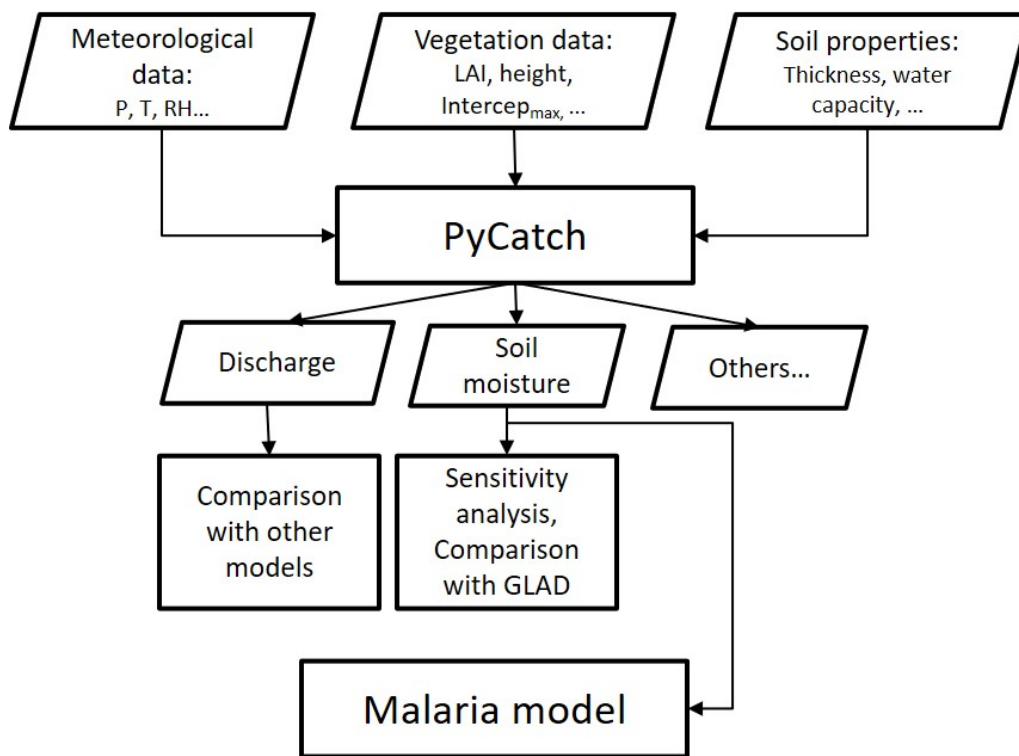 Meteorological
data:
P, T, RH...
Vegetation data:
LAI, height,
Intercepmax, ...
Soil properties:
Thickness, water
capacity, ...
PyCatch
Discharge
Soil
moisture
Others...
Comparison
with other
models
Sensitivity
analysis,
Comparison
with GLAD
Malaria model